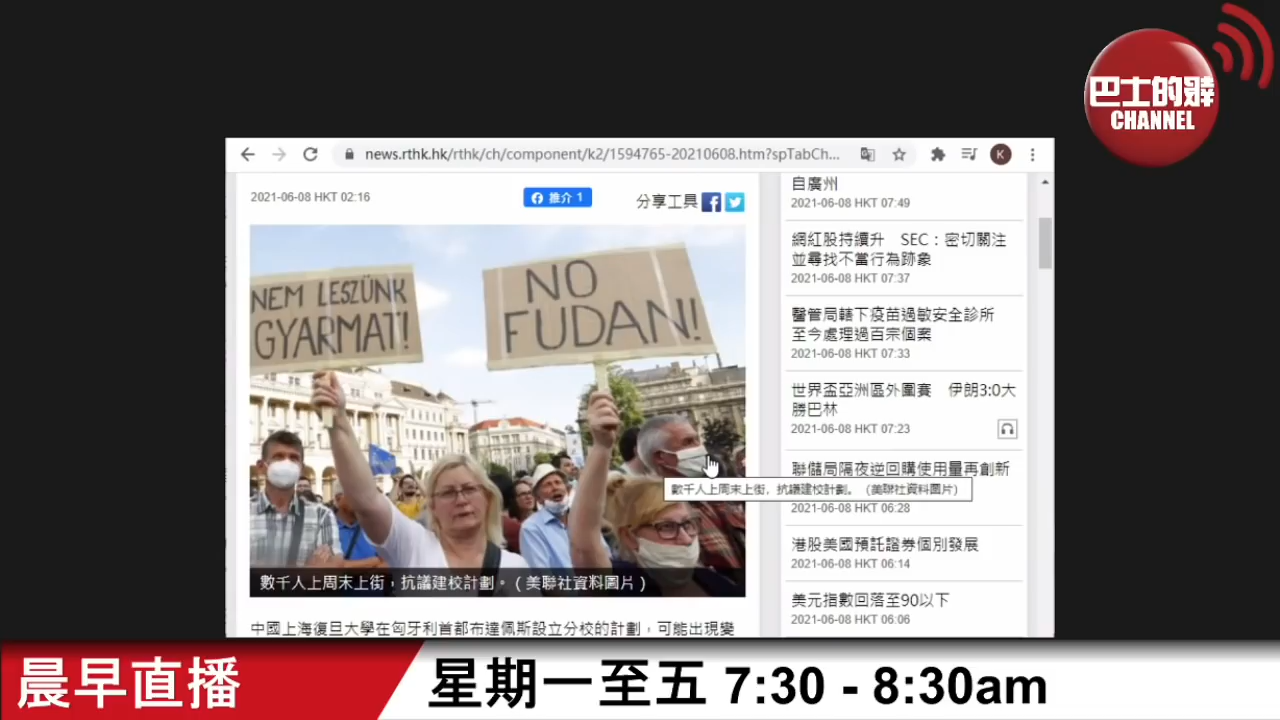 巴士的報
CHANNEL
news.rthk.hk/rthk/ch/component/k2/1594765-20210608.htm?spTabCh...
K
2021-06-08 HKT 02:16
推介 1
分享工具
NEM LESZÜNK
GYARMAT!
NO
FUDAN!
數千人上周末上街，抗議建校計劃。（美聯社資料圖片）
數千人上周末上街，抗議建校計劃。（美聯社資料圖片）
中國上海復旦大學在匈牙利首都布達佩斯設立分校的計劃，可能出現變
自廣州
2021-06-08 HKT 07:49
網紅股持續升　SEC：密切關注
並尋找不當行為跡象
2021-06-08 HKT 07:37
醫管局轄下疫苗過敏安全診所
至今處理過百宗個案
2021-06-08 HKT 07:33
世界盃亞洲區外圍賽　伊朗3:0大
勝巴林
2021-06-08 HKT 07:23
聯儲局隔夜逆回購使用量再創新
2021-06-08 HKT 06:28
港股美國預託證券個別發展
2021-06-08 HKT 06:14
美元指數回落至90以下
2021-06-08 HKT 06:06
晨早直播
星期一至五 7:30 - 8:30am